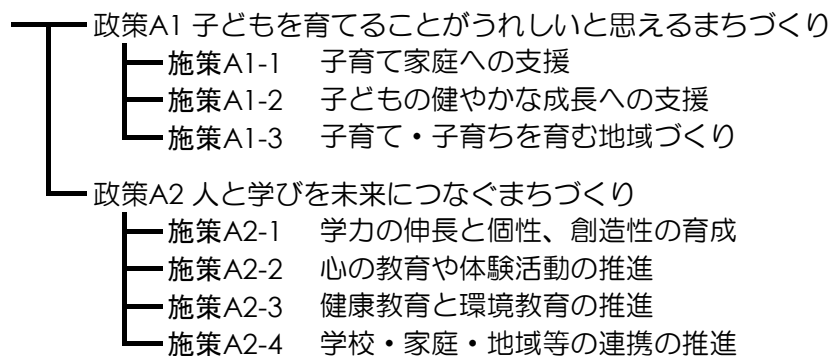 政策A1 子どもを育てることがうれしいと思えるまちづくり
施策A1-1 子育て家庭への支援
施策A1-2 子どもの健やかな成長への支援
施策A1-3 子育て・子育ちを育む地域づくり
政策A2 人と学びを未来につなぐまちづくり
施策A2-1 学力の伸長と個性、創造性の育成
施策A2-2 心の教育や体験活動の推進
施策A2-3 健康教育と環境教育の推進
施策A2-4 学校・家庭・地域等の連携の推進